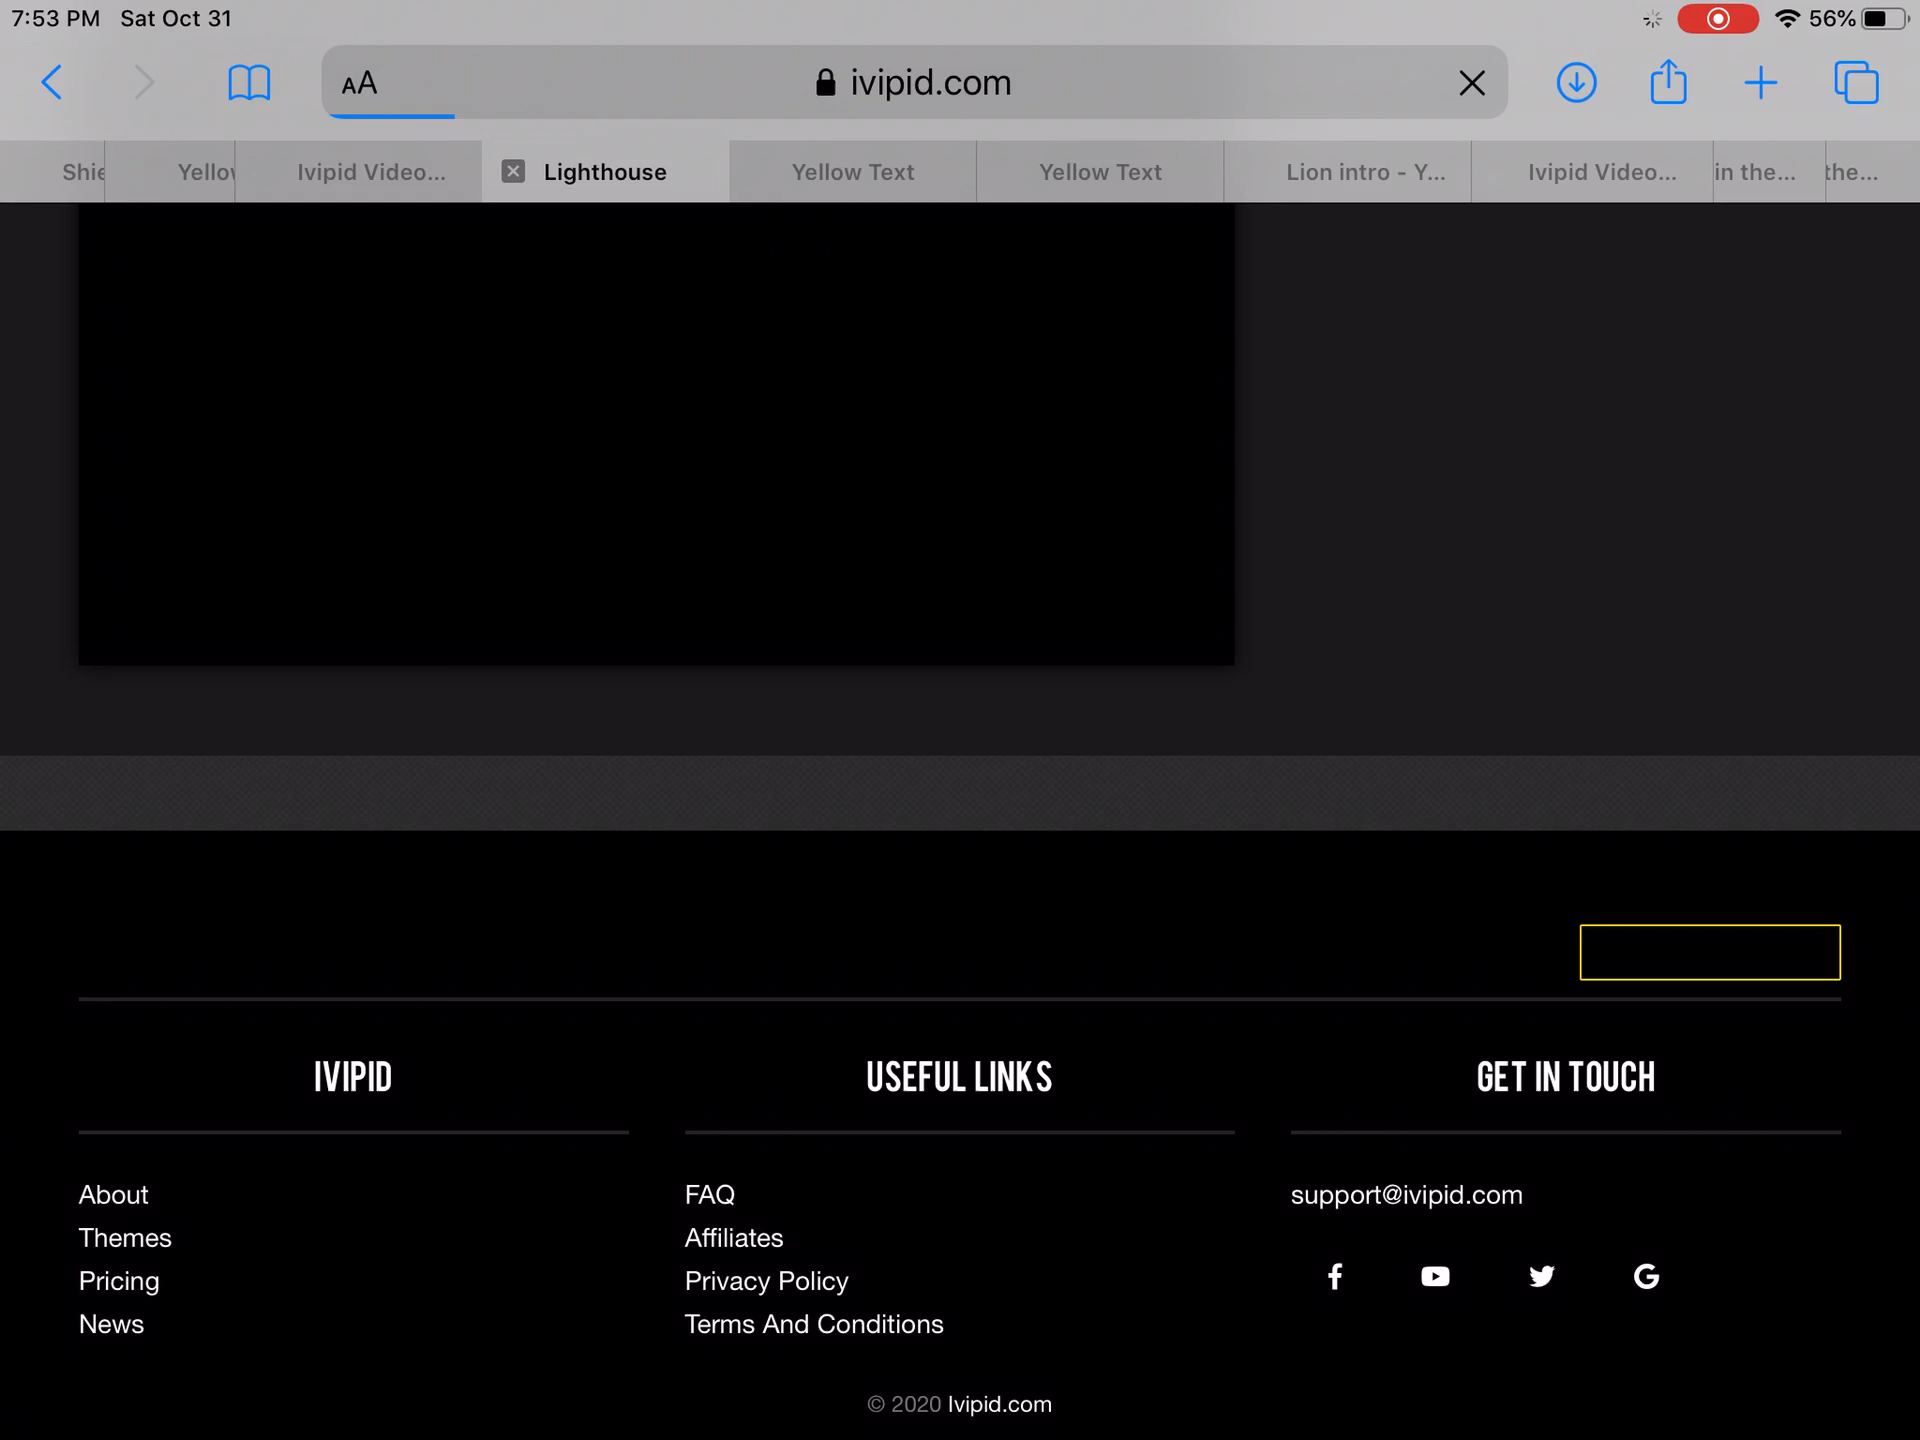 7:53 PM Sat Oct 31
56%
AA
ivipid.com
Shie
Yellow
Ivipid Video...
Lighthouse
Yellow Text
Yellow Text
Lion intro - Y...
Ivipid Video...
in the...
the...
IVIPID
USEFUL LINKS
GET IN TOUCH
About
Themes
Pricing
News
FAQ
Affiliates
Privacy Policy
Terms And Conditions
support@ivipid.com
© 2020 Ivipid.com